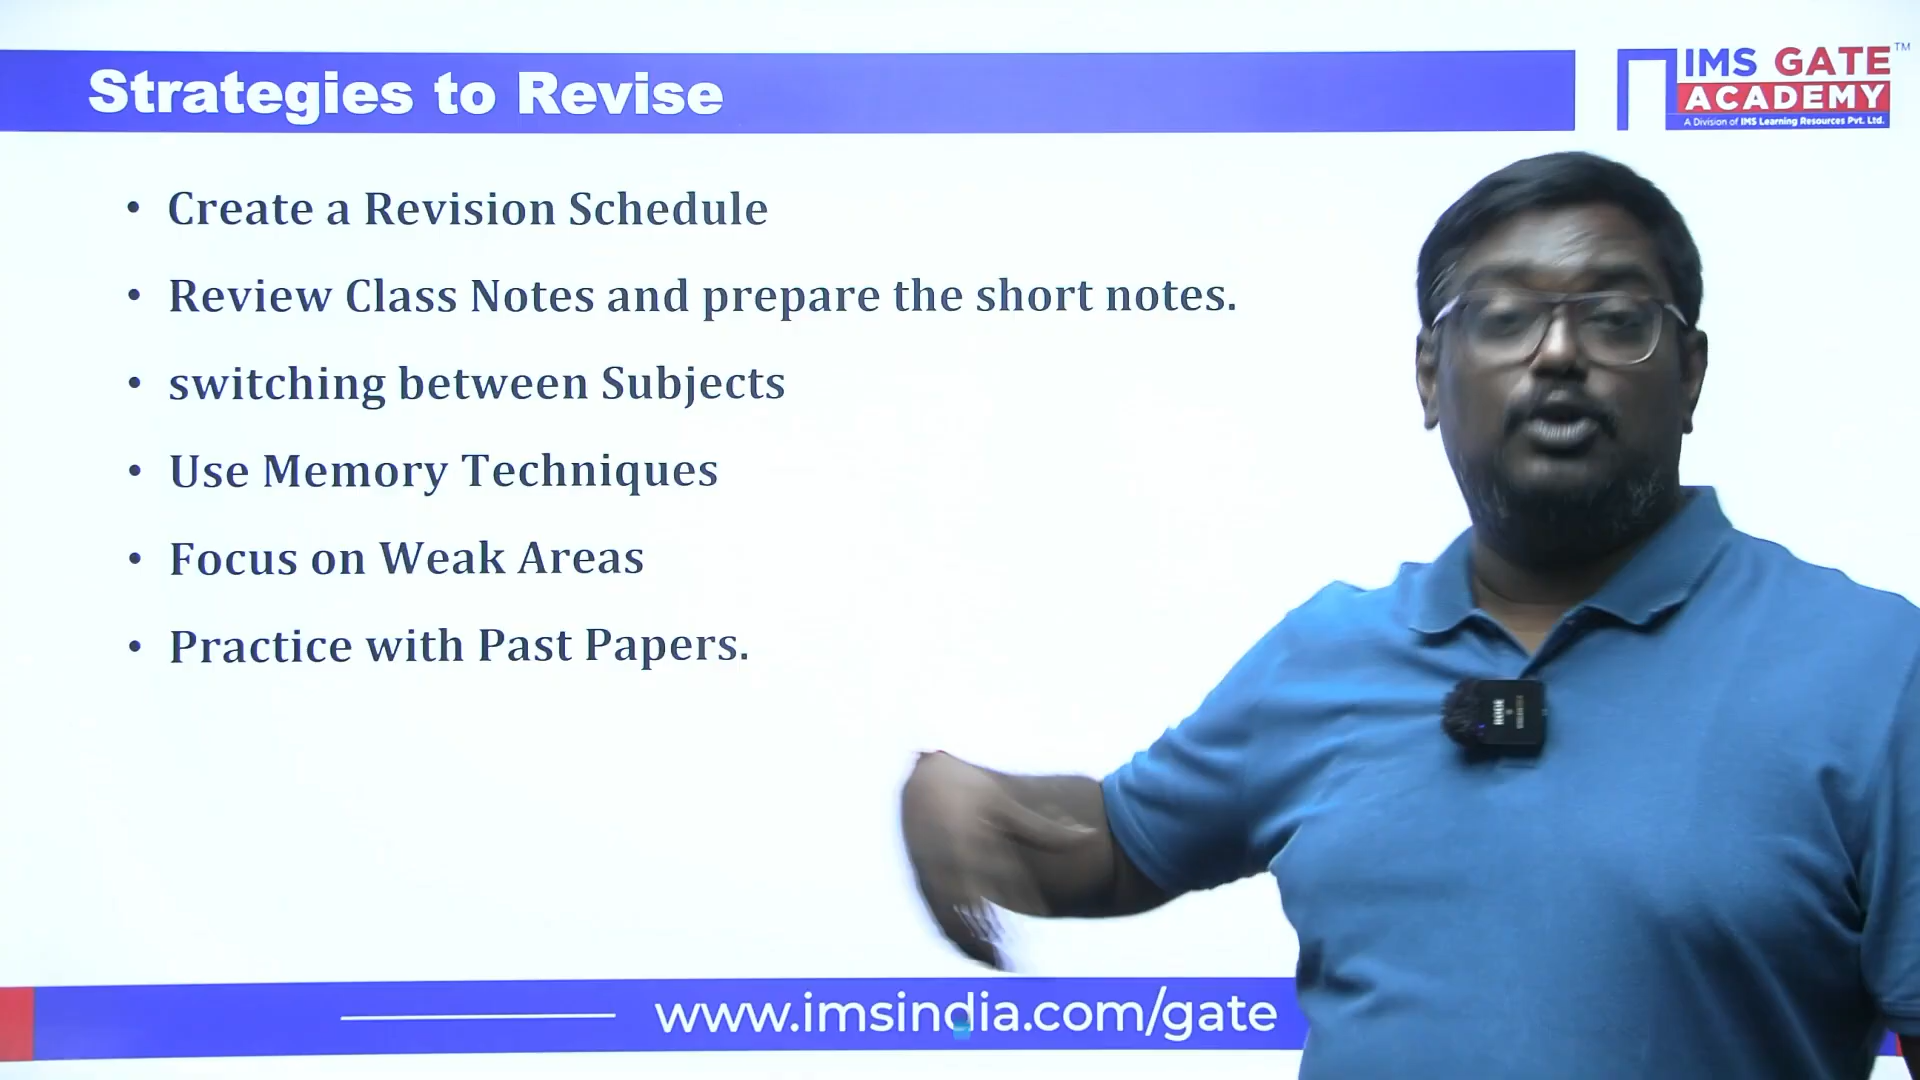 Strategies to Revise
IMS GATE
ACADEMY
TM
A Division of IMS Learning Resources Pvt. Ltd.
• Create a Revision Schedule
• Review Class Notes and prepare the short notes.
• switching between Subjects
• Use Memory Techniques
• Focus on Weak Areas
• Practice with Past Papers.
RODE
www.imsindia.com/gate